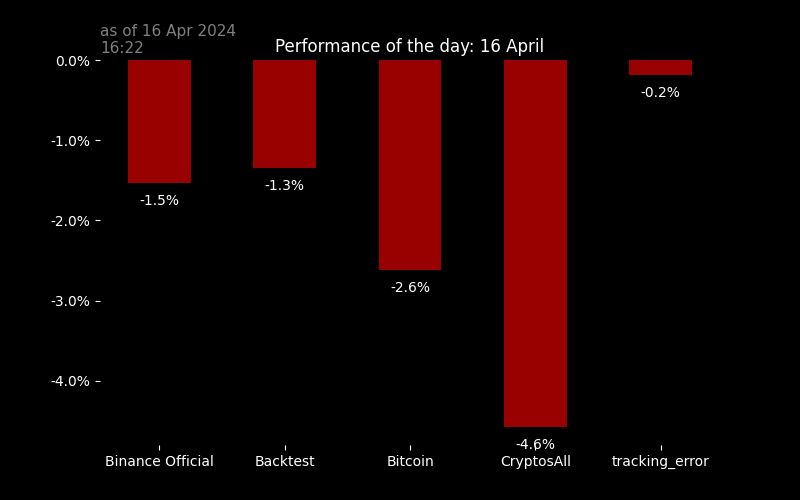 as of 16 Apr 2024
16:22
Performance of the day: 16 April
0.0%
-1.0%
-2.0%
-3.0%
-4.0%
-1.5%
-1.3%
-2.6%
-4.6%
-0.2%
Binance Official
Backtest
Bitcoin
CryptosAll
tracking_error